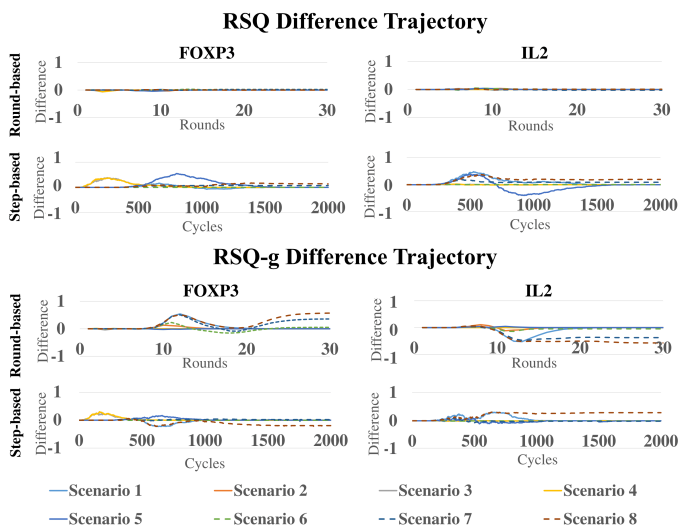 RSQ Difference Trajectory
FOXP3 IL2
Round-based
Difference
1
0
-1
0 10 20 30
Rounds
Difference
1
0
-1
0 10 20 30
Rounds
Step-based
Difference
1
0
-1
0 500 1000 1500 2000
Cycles
Difference
1
0
-1
0 500 1000 1500 2000
Cycles
RSQ-g Difference Trajectory
FOXP3 IL2
Round-based
Difference
1
0
-1
0 10 20 30
Rounds
Difference
1
0
-1
0 10 20 30
Rounds
Step-based
Difference
1
0
-1
0 500 1000 1500 2000
Cycles
Difference
1
0
-1
0 500 1000 1500 2000
Cycles
Scenario 1 Scenario 2 Scenario 3 Scenario 4
Scenario 5 Scenario 6 Scenario 7 Scenario 8